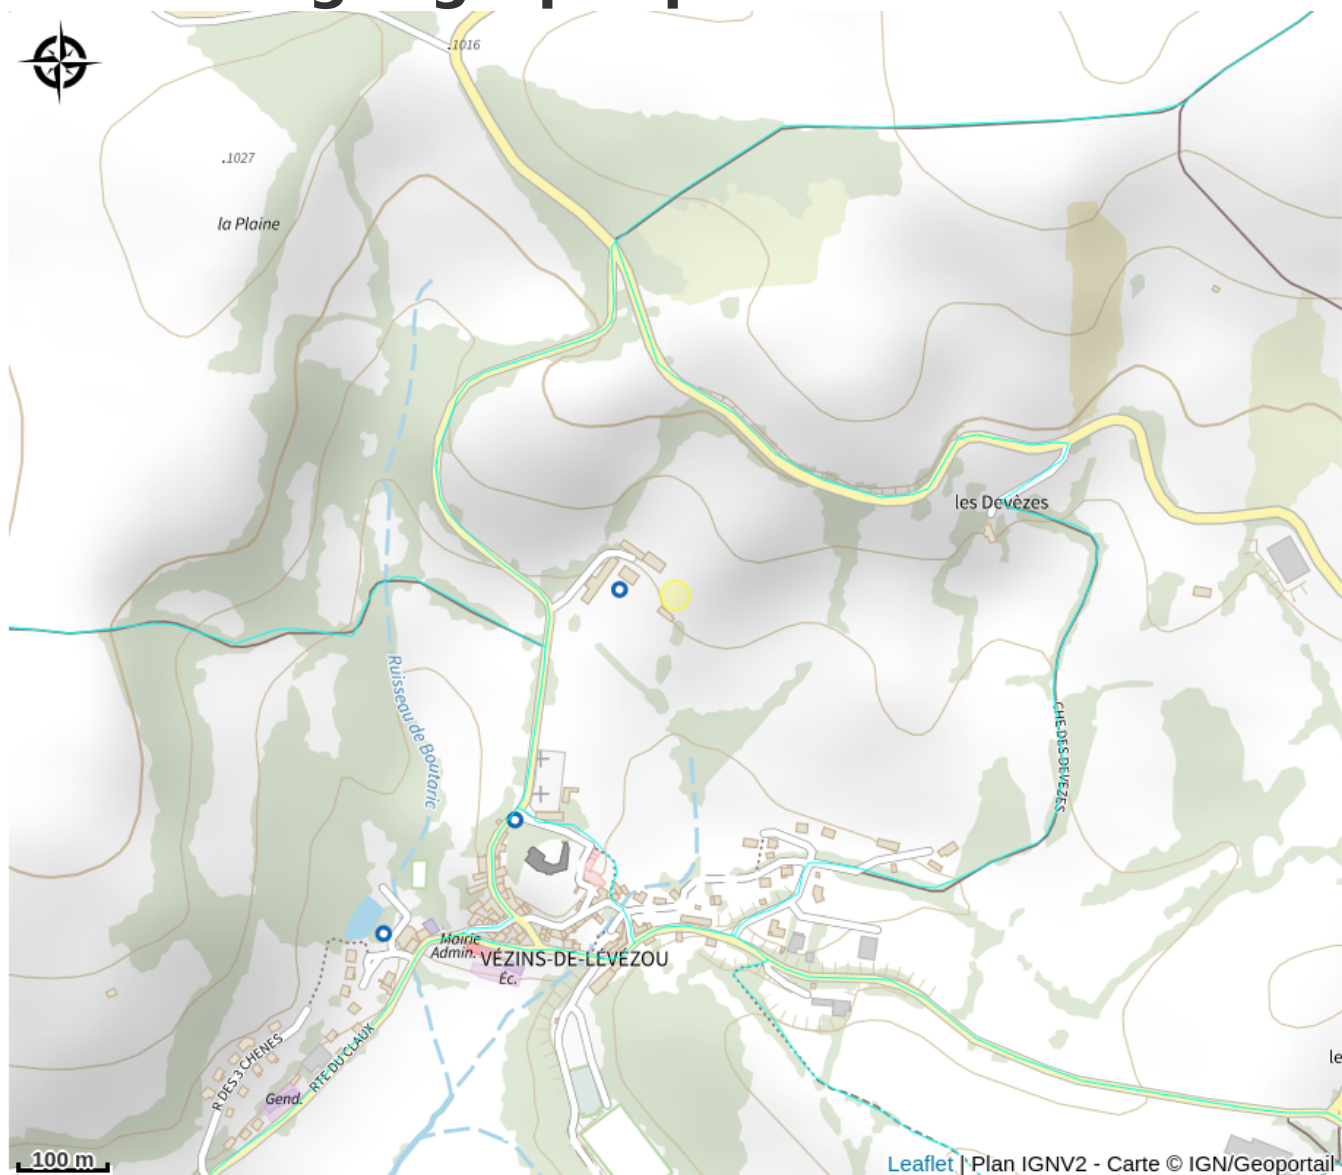 .1016
.1027
la Plaine
les Devèzes
Ruisseau de Boutaric
CHE DES DEVEZES
Mairie
Admin.
VÉZINS-DE-LÉVÉZOU
Éc.
R DES 3 CHENES
RTE DU CLAUX
Gend.
le
100 m
Leaflet | Plan IGNV2 - Carte © IGN/Geoportail